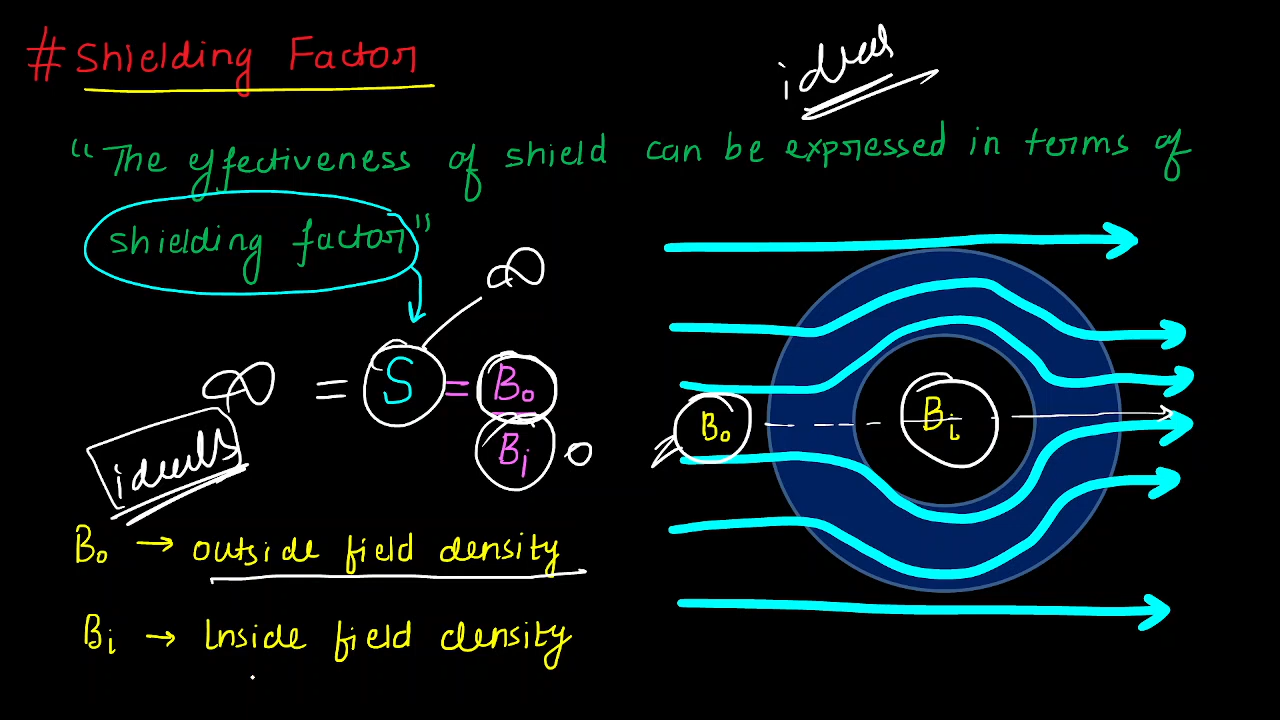 # Shielding Factor
ideal
"The effectiveness of shield can be expressed in terms of
shielding factor"
∞
∞ = S = B₀ / Bᵢ 0
B₀ Bᵢ
B₀ → outside field density
Bᵢ → Inside field density